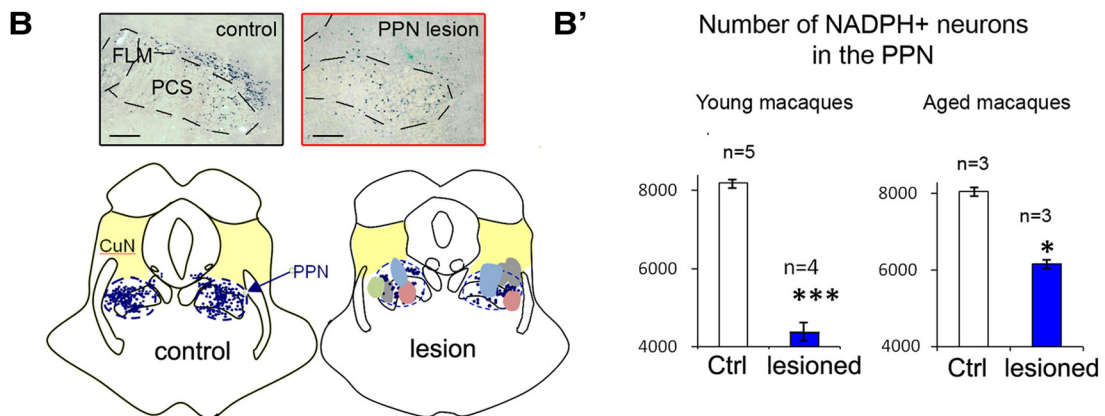 B
control
FLM
PCS
PPN lesion
CuN
PPN
control
lesion
B’
Number of NADPH+ neurons
in the PPN
Young macaques
n=5
8000
6000
n=4
***
4000
Ctrl lesioned
Aged macaques
n=3
8000
n=3
*
6000
4000
Ctrl lesioned